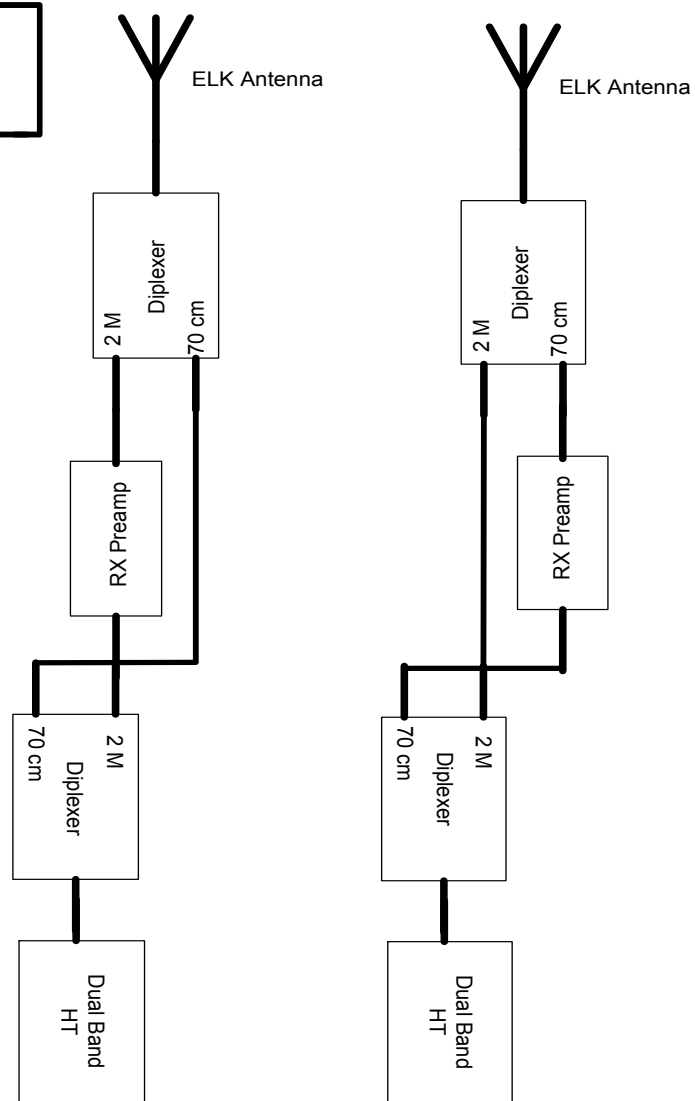 ELK Antenna
Diplexer
2 M
70 cm
RX Preamp
70 cm
2 M
Diplexer
Dual Band
HT
ELK Antenna
Diplexer
2 M
70 cm
RX Preamp
70 cm
2 M
Diplexer
Dual Band
HT